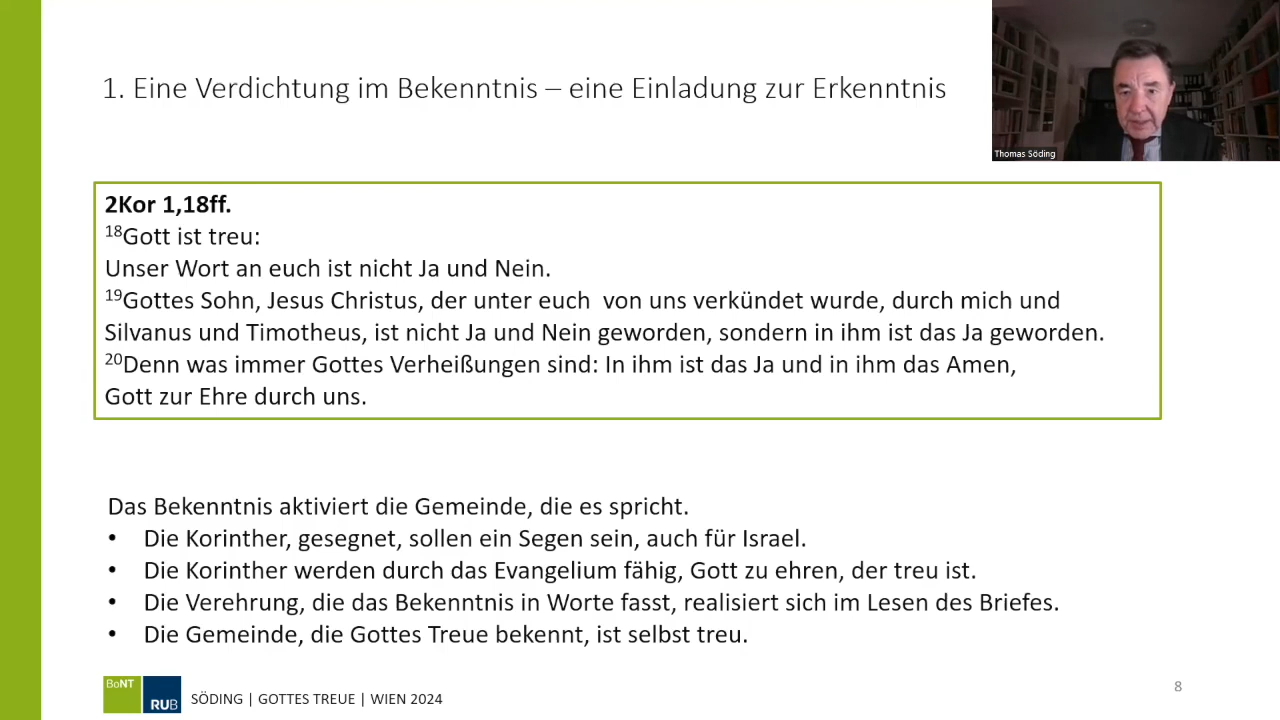 1. Eine Verdichtung im Bekenntnis – eine Einladung zur Erkenntnis
Thomas Söding
2Kor 1,18ff.
18Gott ist treu:
Unser Wort an euch ist nicht Ja und Nein.
19Gottes Sohn, Jesus Christus, der unter euch  von uns verkündet wurde, durch mich und
Silvanus und Timotheus, ist nicht Ja und Nein geworden, sondern in ihm ist das Ja geworden.
20Denn was immer Gottes Verheißungen sind: In ihm ist das Ja und in ihm das Amen,
Gott zur Ehre durch uns.
Das Bekenntnis aktiviert die Gemeinde, die es spricht.
• Die Korinther, gesegnet, sollen ein Segen sein, auch für Israel.
• Die Korinther werden durch das Evangelium fähig, Gott zu ehren, der treu ist.
• Die Verehrung, die das Bekenntnis in Worte fasst, realisiert sich im Lesen des Briefes.
• Die Gemeinde, die Gottes Treue bekennt, ist selbst treu.
BoNT
RUB
SÖDING | GOTTES TREUE | WIEN 2024
8